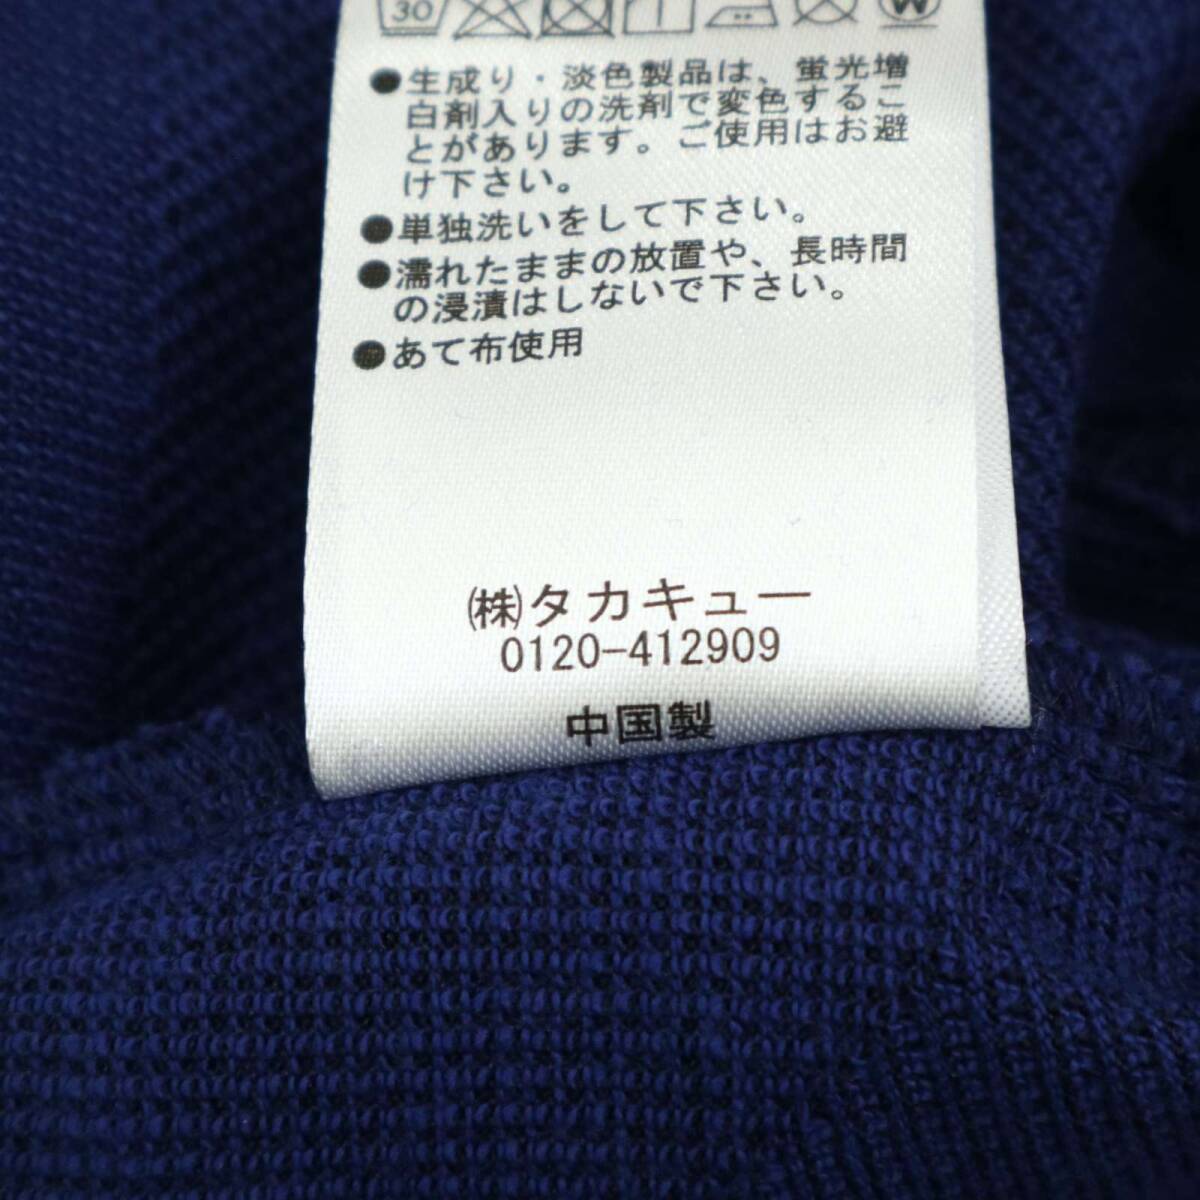 30
W
●生成り・淡色製品は、蛍光増
白剤入りの洗剤で変色するこ
とがあります。ご使用はお避
け下さい。
●単独洗いをして下さい。
●濡れたままの放置や、長時間
の浸漬はしないで下さい。
●あて布使用
㈱タカキュー
0120-412909
中国製